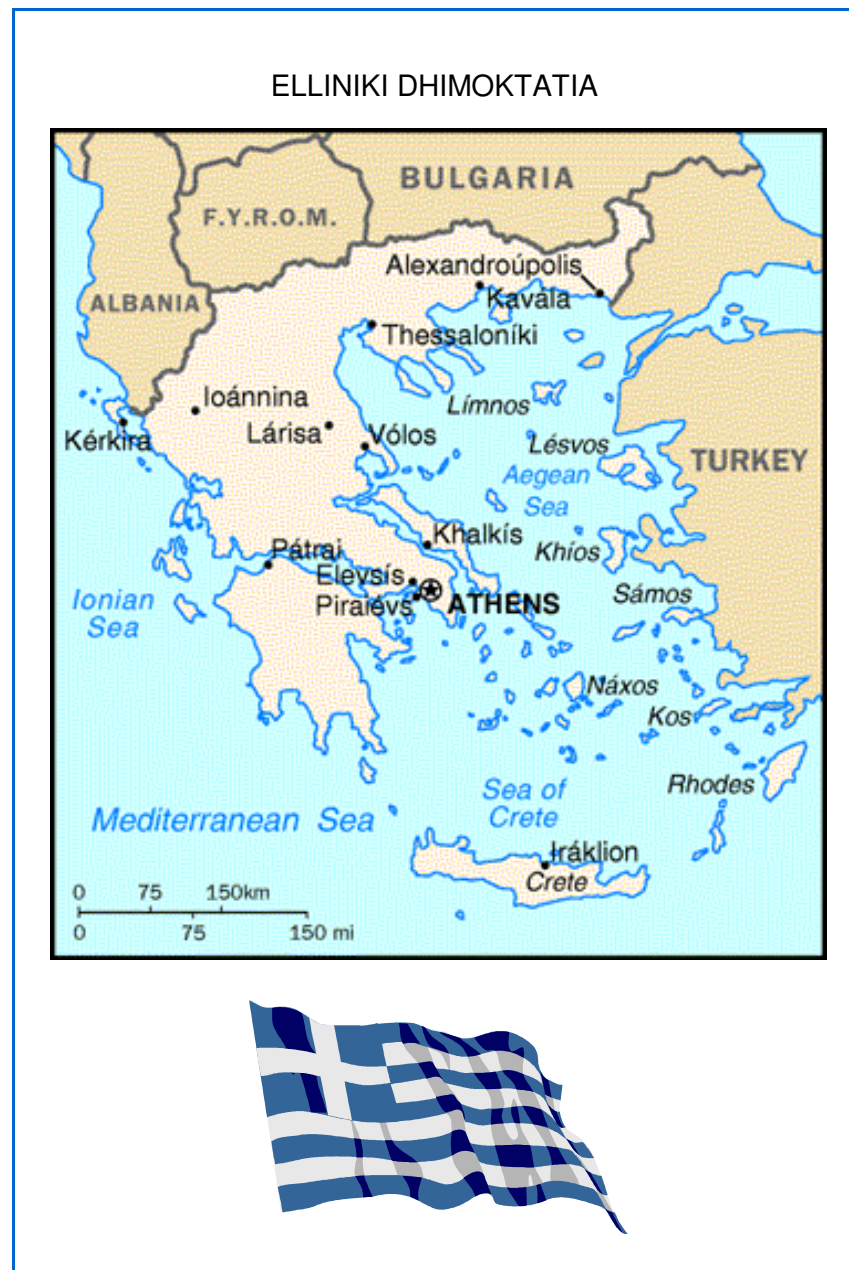 ELLINIKI DHIMOKTATIA
BULGARIA
F.Y.R.O.M.
Alexandroúpolis
ALBANIA
Kavála
Thessaloníki
Ioánnina
Límnos
Kérkira
Lárisa
Vólos
Lésvos
TURKEY
Aegean
Sea
Khalkís
Khíos
Pátrai
Elevsís
Ionian
Sea
Piraiévs
ATHENS
Sámos
Náxos
Kos
Rhodes
Sea of
Crete
Mediterranean Sea
Iráklion
Crete
0 75 150km
0 75 150 mi